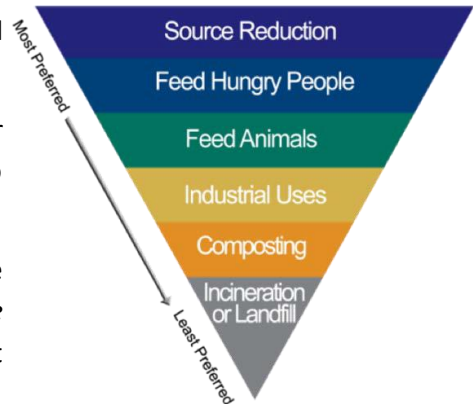 Most Preferred
Source Reduction
Feed Hungry People
Feed Animals
Industrial Uses
Composting
Incineration
or Landfill
Least Preferred